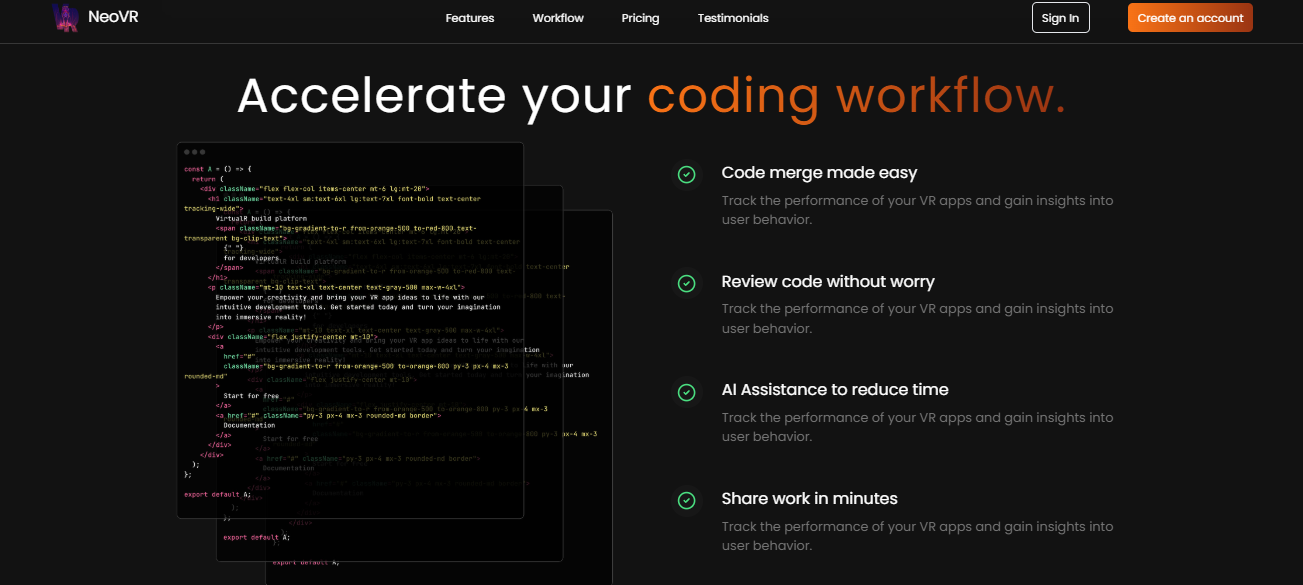 NeoVR
Features
Workflow
Pricing
Testimonials
Sign In
Create an account
Accelerate your coding workflow.
const A = () => {
return (
<div className="flex flex-col items-center mt-6 lg:mt-20">
<h1 className="text-4xl sm:text-6xl lg:text-7xl font-bold text-center
tracking-wide">
VirtualR build platform
<span className="bg-gradient-to-r from-orange-500 to-red-800 text-
transparent bg-clip-text">
{" "}
for developers
</span>
</h1>
<p className="mt-10 text-xl text-center text-gray-500 max-w-4xl">
Empower your creativity and bring your VR app ideas to life with our
intuitive development tools. Get started today and turn your imagination
into immersive reality!
</p>
<div className="flex justify-center mt-10">
<a
href="#"
className="bg-gradient-to-r from-orange-500 to-orange-800 py-3 px-4 mx-3
rounded-md"
>
Start for free
</a>
<a href="#" className="py-3 px-4 mx-3 rounded-md border">
Documentation
</a>
</div>
</div>
);
};
export default A;
export default A;
export default A;
Code merge made easy
Track the performance of your VR apps and gain insights into
user behavior.
Review code without worry
Track the performance of your VR apps and gain insights into
user behavior.
AI Assistance to reduce time
Track the performance of your VR apps and gain insights into
user behavior.
Share work in minutes
Track the performance of your VR apps and gain insights into
user behavior.